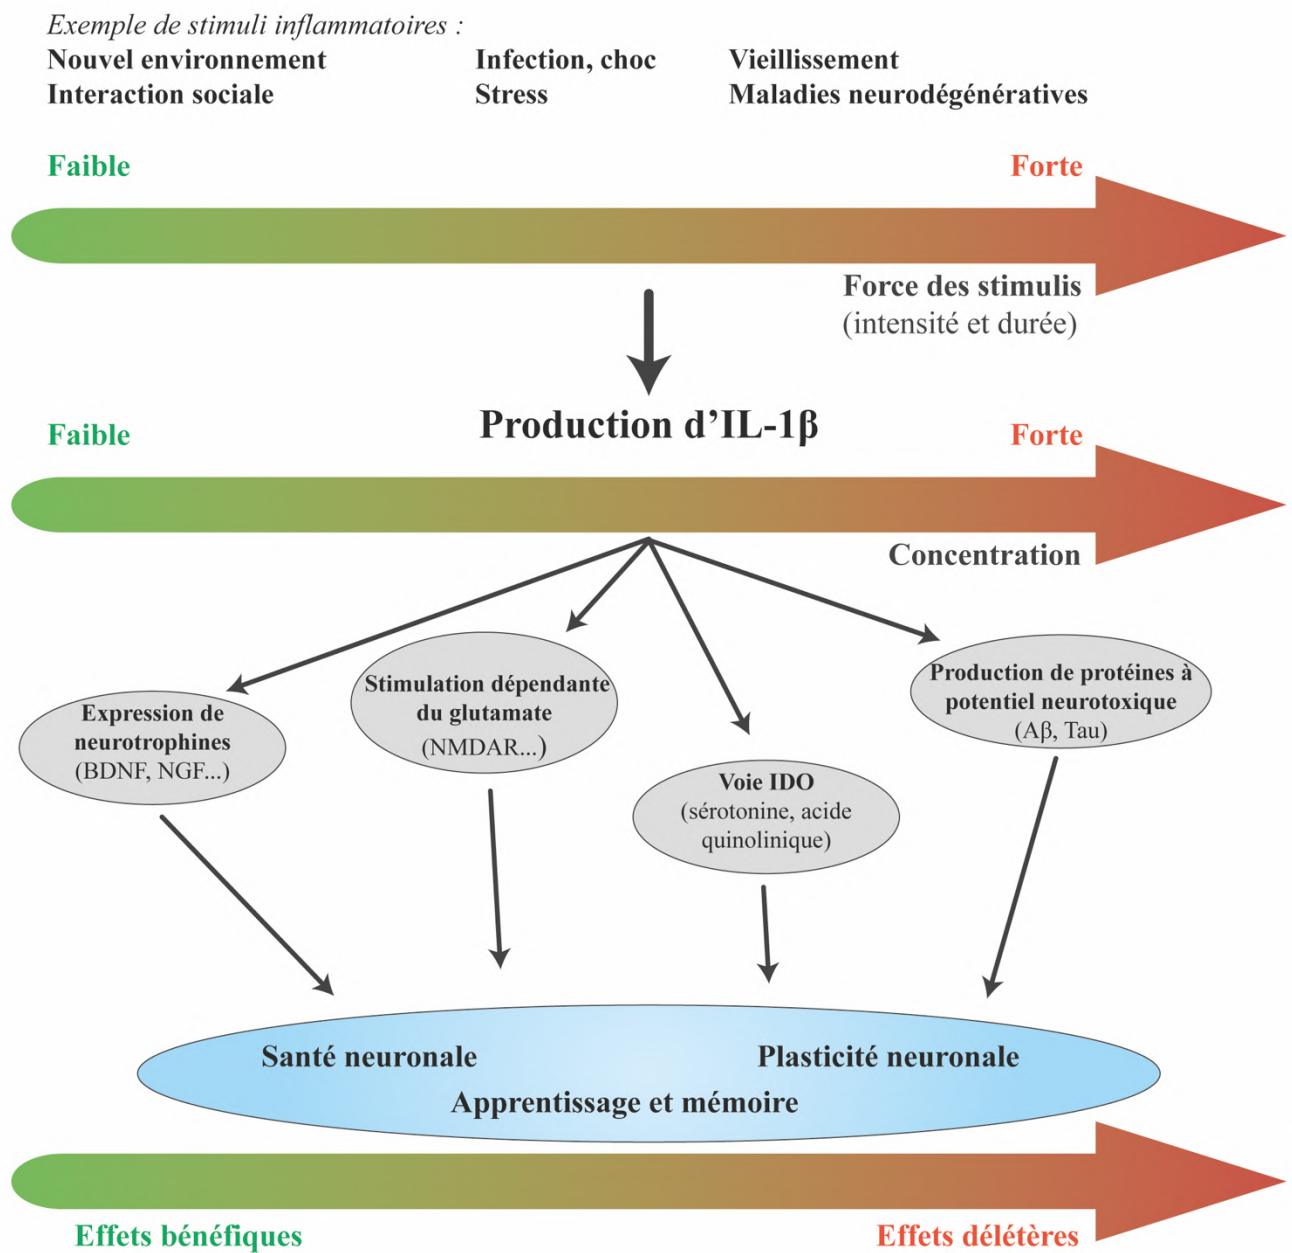 Exemple de stimuli inflammatoires :
Nouvel environnement Infection, choc Vieillissement
Interaction sociale Stress Maladies neurodégénératives
Faible Forte
Force des stimulis
(intensité et durée)
Production d’IL-1β
Faible Forte
Concentration
Expression de
neurotrophines
(BDNF, NGF...)
Stimulation dépendante
du glutamate
(NMDAR...)
Voie IDO
(sérotonine, acide
quinolinique)
Production de protéines à
potentiel neurotoxique
(Aβ, Tau)
Santé neuronale Plasticité neuronale
Apprentissage et mémoire
Effets bénéfiques Effets délétères